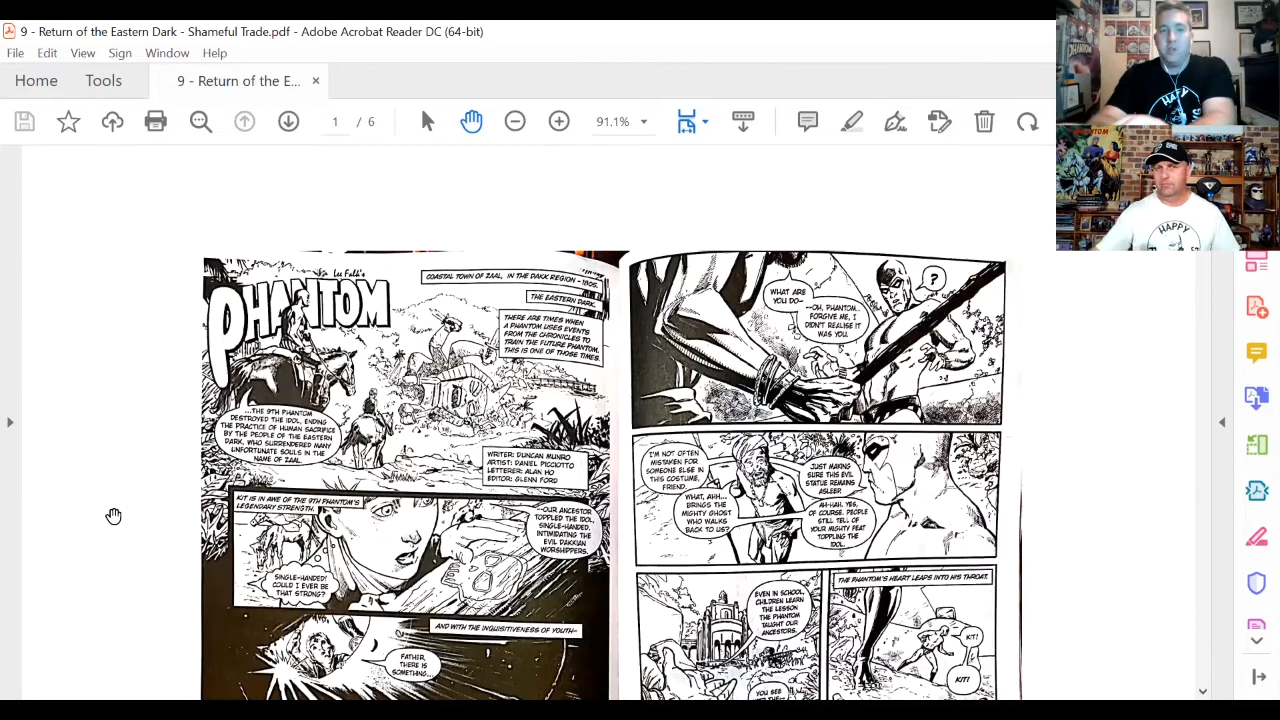 9 - Return of the Eastern Dark - Shameful Trade.pdf - Adobe Acrobat Reader DC (64-bit)
File Edit View Sign Window Help
Home Tools 9 - Return of the E... ×
1 / 6 91.1%
Lee Falk's
PHANTOM
COASTAL TOWN OF ZAAL, IN THE DAKK REGION - 1805.
THE EASTERN DARK.
THERE ARE TIMES WHEN
A PHANTOM USES EVENTS
FROM THE CHRONICLES TO
TRAIN THE FUTURE PHANTOM.
THIS IS ONE OF THOSE TIMES.
...THE 9TH PHANTOM
DESTROYED THE IDOL, ENDING
THE PRACTICE OF HUMAN SACRIFICE
BY THE PEOPLE OF THE EASTERN
DARK, WHO SURRENDERED MANY
UNFORTUNATE SOULS IN THE
NAME OF ZAAL.
WRITER: DUNCAN MUNRO
ARTIST: DANIEL PICCIOTTO
LETTERER: ALAN HO
EDITOR: GLENN FORD
KIT IS IN AWE OF THE 9TH PHANTOM'S
LEGENDARY STRENGTH.
-OUR ANCESTOR
TOPPLED THE IDOL,
SINGLE-HANDED,
INTIMIDATING THE
EVIL DAKKIAN
WORSHIPPERS.
SINGLE-HANDED!
COULD I EVER BE
THAT STRONG?
AND WITH THE INQUISITIVENESS OF YOUTH-
FATHER,
THERE IS
SOMETHING...
WHAT ARE
YOU DO-
-OH, PHANTOM...
FORGIVE ME, I
DIDN'T REALISE IT
WAS YOU.
?
I'M NOT OFTEN
MISTAKEN FOR
SOMEONE ELSE IN
THIS COSTUME,
FRIEND.
JUST MAKING
SURE THIS EVIL
STATUE REMAINS
ASLEEP.
WHAT, AHH...
BRINGS THE
MIGHTY GHOST
WHO WALKS
BACK TO US?
AH-HAH. YES,
OF COURSE. PEOPLE
STILL TELL OF
YOUR MIGHTY FEAT
TOPPLING THE
IDOL.
EVEN IN SCHOOL,
CHILDREN LEARN
THE LESSON
THE PHANTOM
TAUGHT OUR
ANCESTORS.
YOU SEE
THE PHANTOM'S HEART LEAPS INTO HIS THROAT.
KIT!
KIT!
PHANTOM
HAPPY
HAPPY